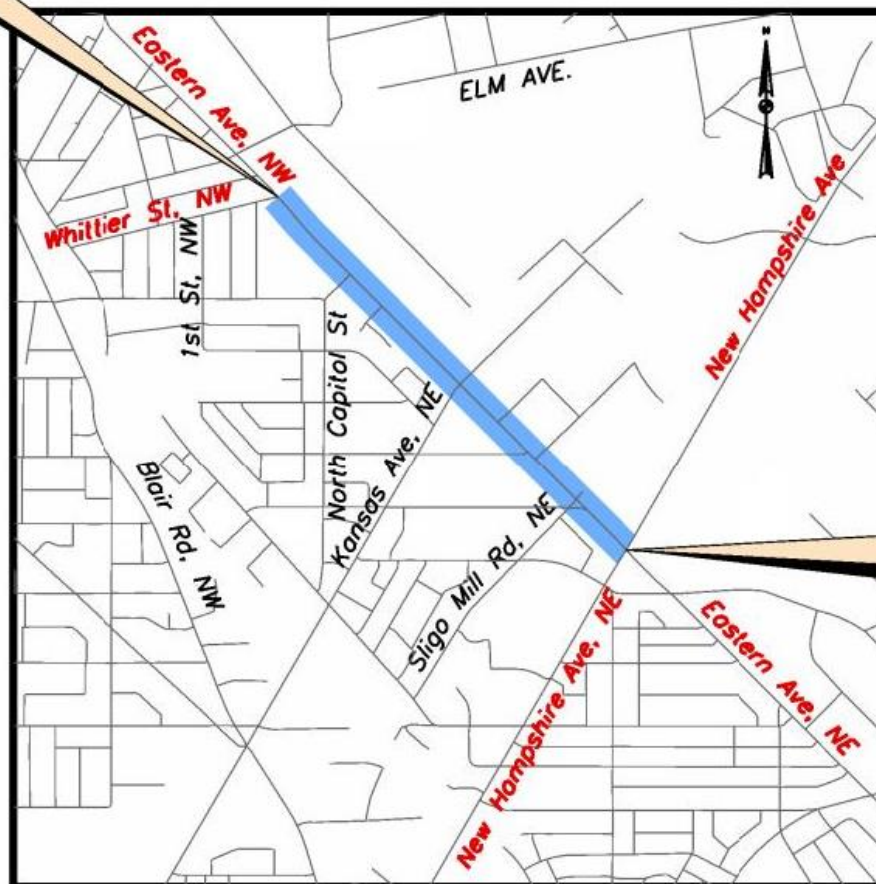 Eastern Ave, NW
ELM AVE.
N
New Hampshire Ave
Whittier St, NW
1st St, NW
North Capitol St
Kansas Ave, NE
Blair Rd, NW
Sligo Mill Rd, NE
New Hampshire Ave, NE
Eastern Ave, NE